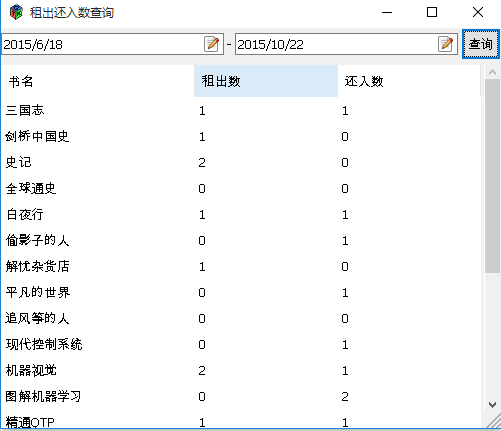 租出还入数查询
2015/6/18 - 2015/10/22 查询
书名 租出数 还入数
三国志 1 1
剑桥中国史 1 0
史记 2 0
全球通史 0 0
白夜行 1 1
偷影子的人 0 1
解忧杂货店 1 0
平凡的世界 0 1
追风筝的人 0 0
现代控制系统 0 1
机器视觉 2 1
图解机器学习 0 2
精通QTP 1 1